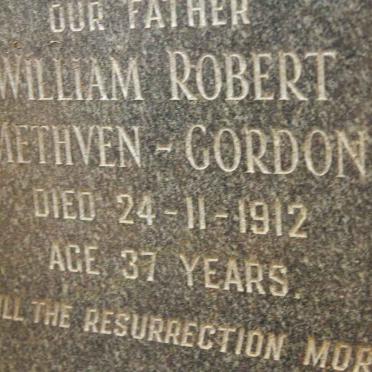 OUR FATHER
WILLIAM ROBERT
METHVEN - GORDON
DIED 24-11-1912
AGE 37 YEARS.
THE RESURRECTION